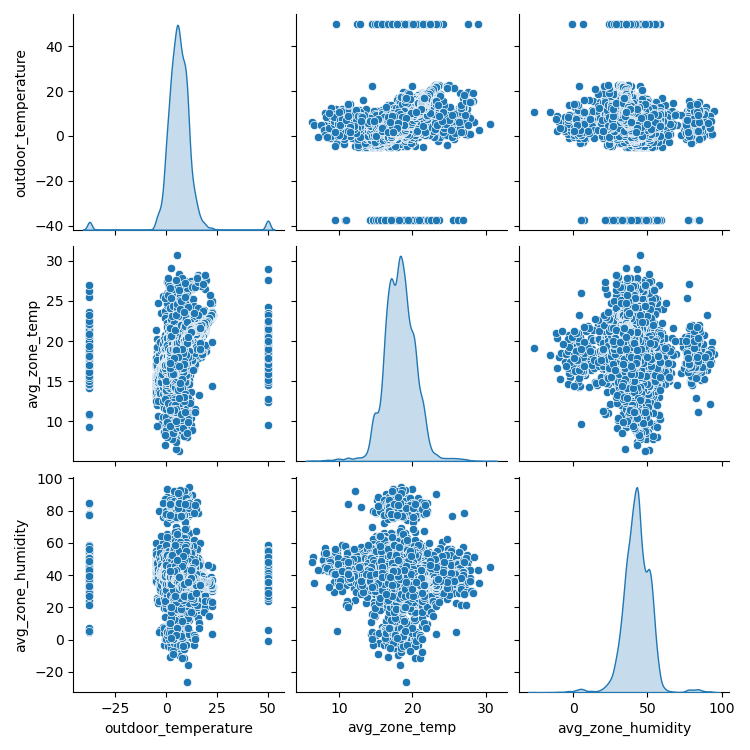 outdoor_temperature
40
20
0
−20
−40
avg_zone_temp
30
25
20
15
10
avg_zone_humidity
100
80
60
40
20
0
−20
−25 0 25 50
10 20 30
0 50 100
outdoor_temperature avg_zone_temp avg_zone_humidity